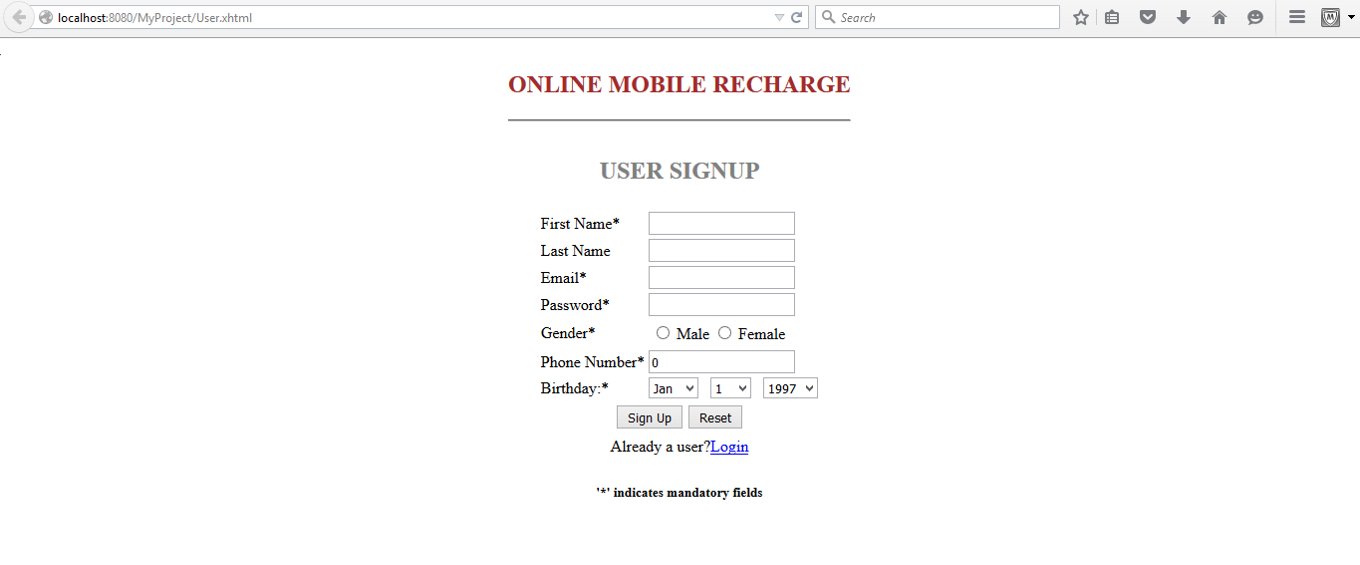 localhost:8080/MyProject/User.xhtml Search
ONLINE MOBILE RECHARGE
USER SIGNUP
First Name*
Last Name
Email*
Password*
Gender* Male Female
Phone Number* 0
Birthday:* Jan 1 1997
Sign Up Reset
Already a user?Login
'*' indicates mandatory fields